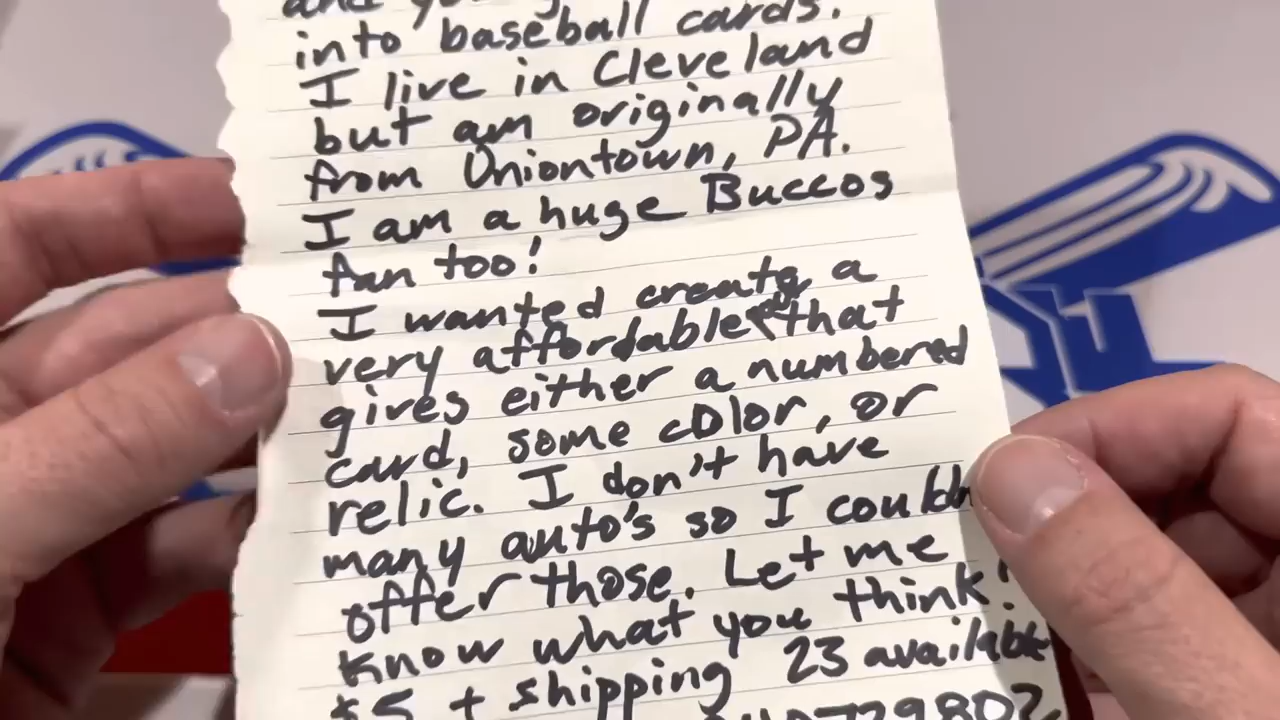 into baseball cards.
I live in Cleveland
but am originally
from Uniontown, PA.
I am a huge Buccos
fan too!
I wanted create a
very affordable that
gives either a numbered
card, some color, or
relic. I don't have
many auto's so I couldn
offer those. Let me
know what you think!
$5 + shipping 23 available